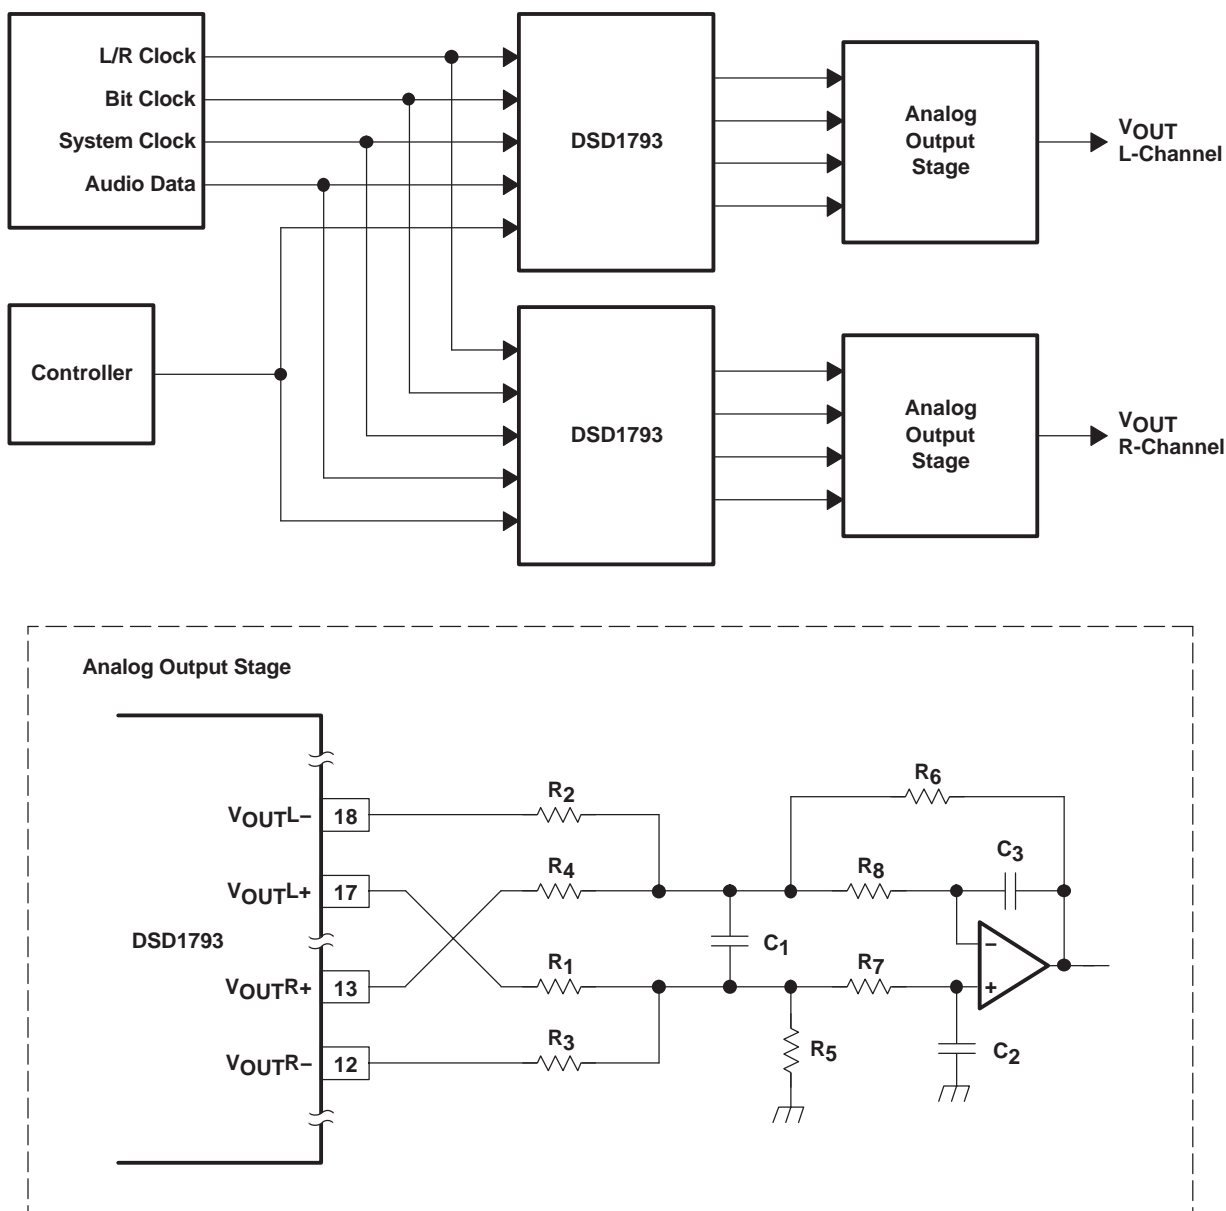 L/R Clock
Bit Clock
System Clock
Audio Data
DSD1793
Analog
Output
Stage
VOUT
L-Channel
Controller
DSD1793
Analog
Output
Stage
VOUT
R-Channel
Analog Output Stage
R6
R2
VOUTL– 18
C3
R4
R8
VOUTL+ 17
DSD1793
C1
–
R1
R7
VOUTR+ 13
+
R3
R5
C2
VOUTR– 12